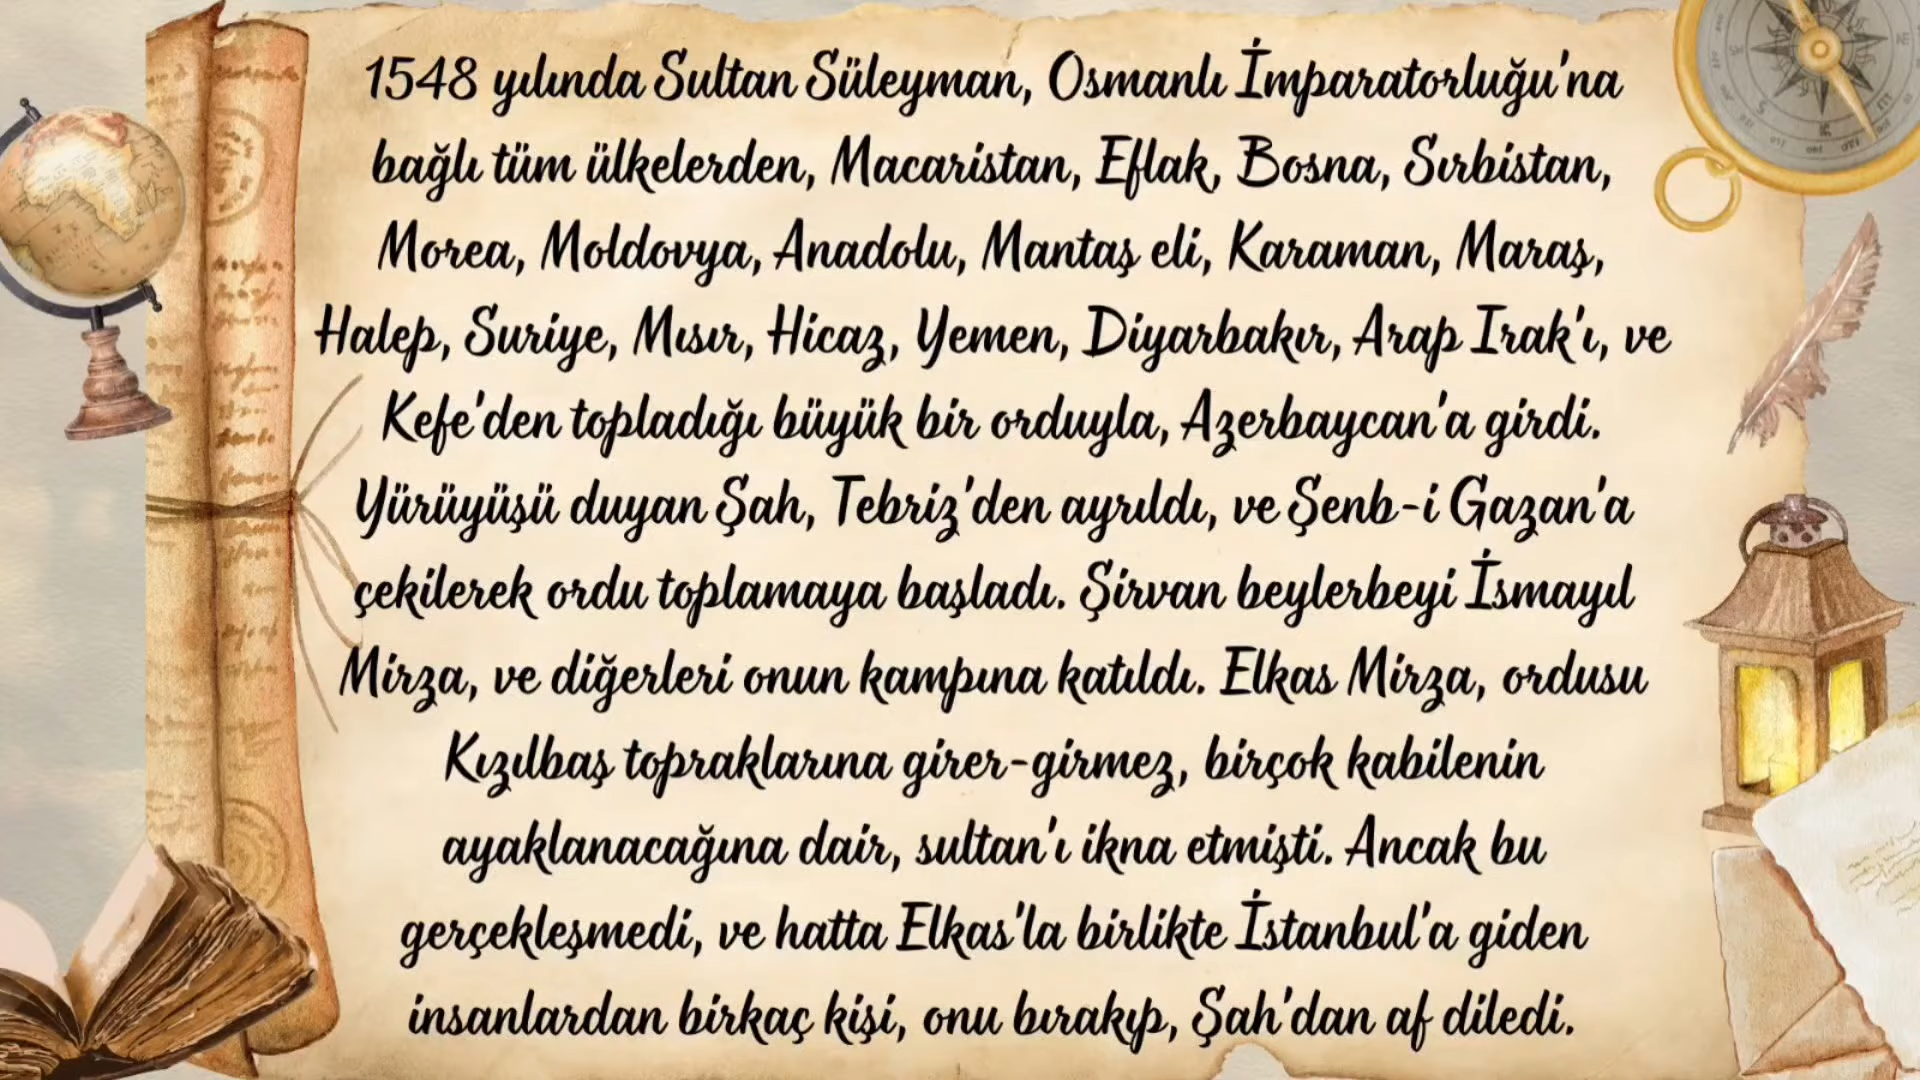 1548 yılında Sultan Süleyman, Osmanlı İmparatorluğu'na
bağlı tüm ülkelerden, Macaristan, Eflak, Bosna, Sırbistan,
Morea, Moldovya, Anadolu, Mantaş eli, Karaman, Maraş,
Halep, Suriye, Mısır, Hicaz, Yemen, Diyarbakır, Arap Irak'ı, ve
Kefe'den topladığı büyük bir orduyla, Azerbaycan'a girdi.
Yürüyüşü duyan Şah, Tebriz'den ayrıldı, ve Şenb-i Gazan'a
çekilerek ordu toplamaya başladı. Şirvan beylerbeyi İsmayıl
Mirza, ve diğerleri onun kampına katıldı. Elkas Mirza, ordusu
Kızılbaş topraklarına girer-girmez, birçok kabilenin
ayaklanacağına dair, sultan'ı ikna etmişti. Ancak bu
gerçekleşmedi, ve hatta Elkas'la birlikte İstanbul'a giden
insanlardan birkaç kişi, onu bırakıp, Şah'dan af diledi.